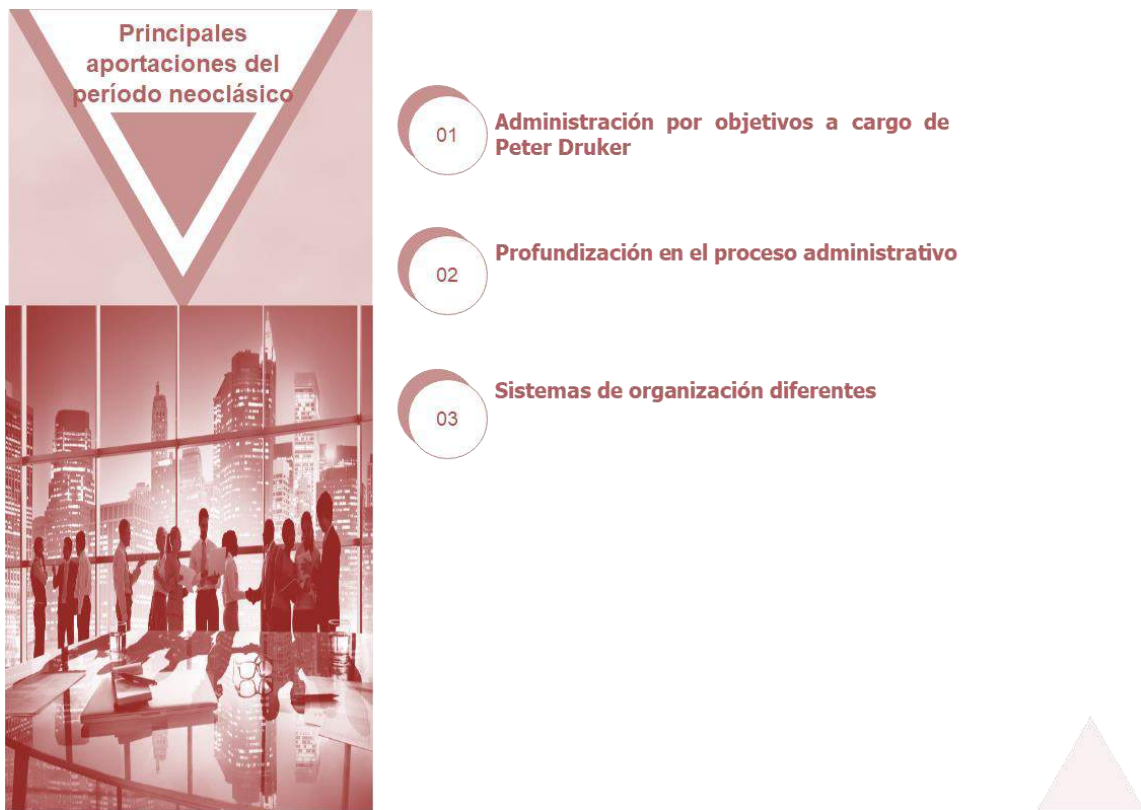 Principales
aportaciones del
período neoclásico
01
Administración por objetivos a cargo de
Peter Druker
02
Profundización en el proceso administrativo
03
Sistemas de organización diferentes